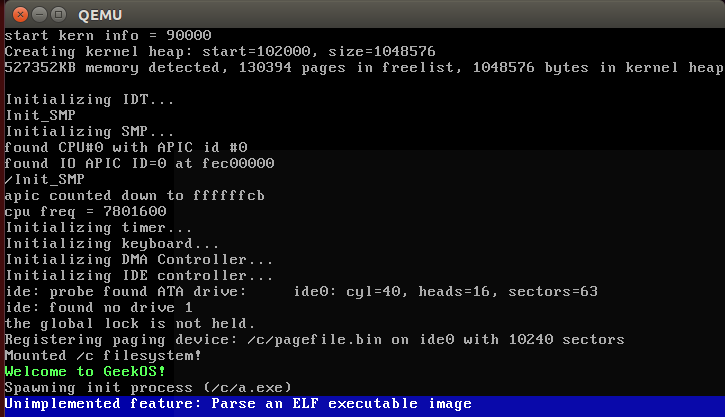 QEMU
start kern info = 90000
Creating kernel heap: start=102000, size=1048576
527352KB memory detected, 130394 pages in freelist, 1048576 bytes in kernel heap
Initializing IDT...
Init_SMP
Initializing SMP...
found CPU#0 with APIC id #0
found IO APIC ID=0 at fec00000
/Init_SMP
apic counted down to ffffffcb
cpu freq = 7801600
Initializing timer...
Initializing keyboard...
Initializing DMA Controller...
Initializing IDE controller...
ide: probe found ATA drive:     ide0: cyl=40, heads=16, sectors=63
ide: found no drive 1
the global lock is not held.
Registering paging device: /c/pagefile.bin on ide0 with 10240 sectors
Mounted /c filesystem!
Welcome to GeekOS!
Spawning init process (/c/a.exe)
Unimplemented feature: Parse an ELF executable image